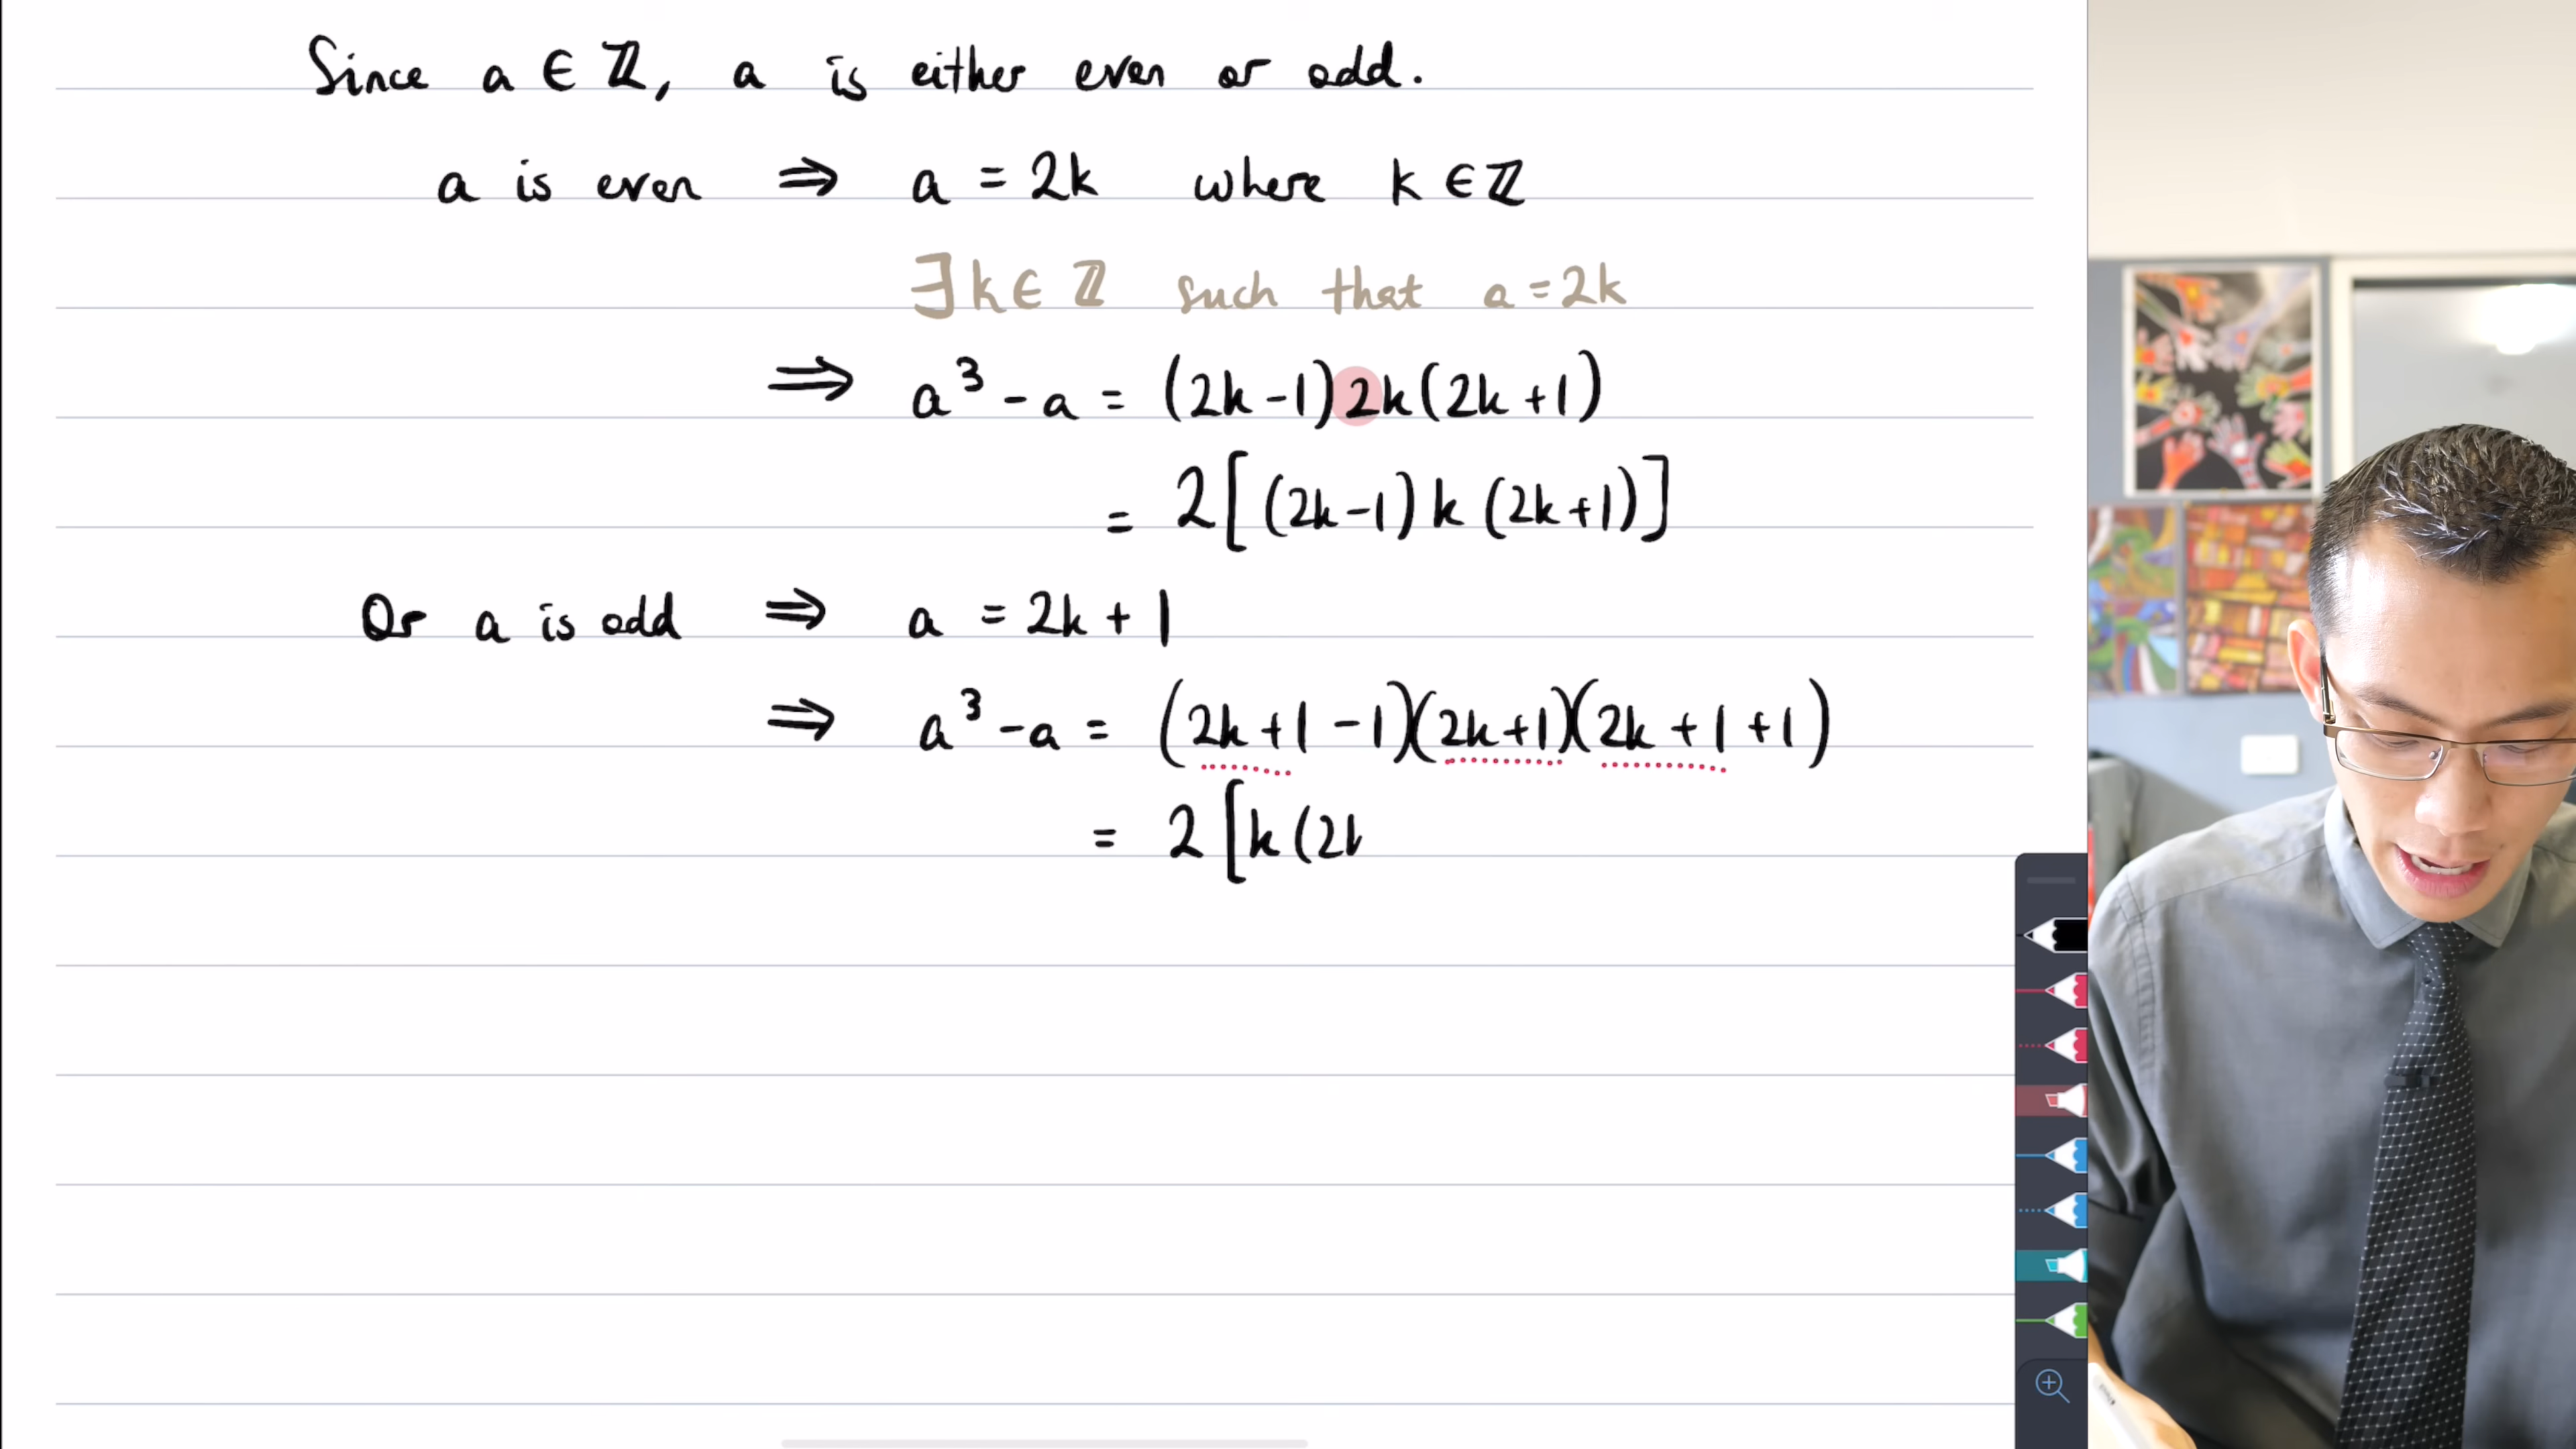 Since a ∈ ℤ, a is either even or odd.
a is even ⇒ a = 2k where k ∈ ℤ
∃ k ∈ ℤ such that a = 2k
⇒ a³ - a = (2k - 1) 2k (2k + 1)
= 2[(2k - 1) k (2k + 1)]
Or a is odd ⇒ a = 2k + 1
⇒ a³ - a = (2k + 1 - 1)(2k + 1)(2k + 1 + 1)
= 2[k (2k